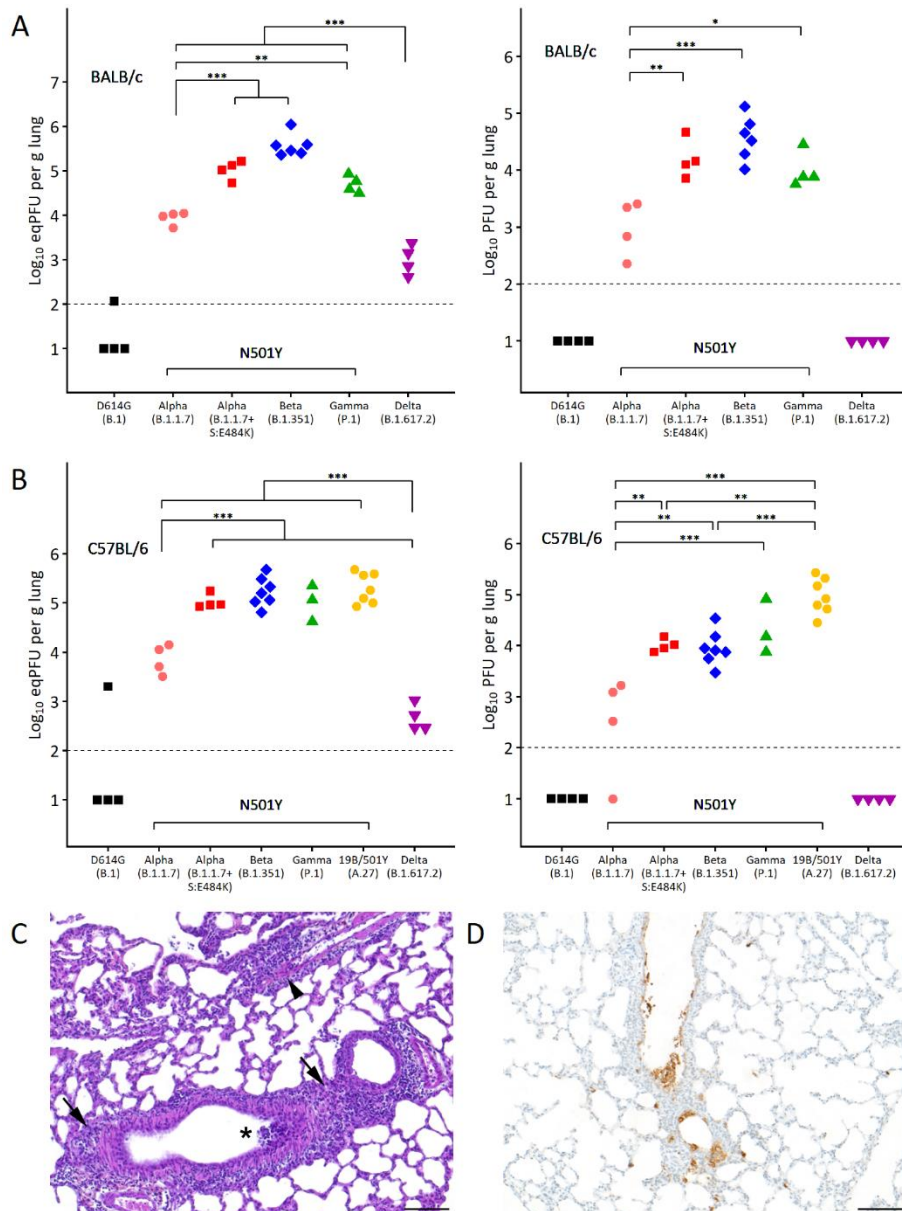 A
BALB/c
Log10 eqPFU per g lung
7
6
5
4
3
2
1
***
**
***
N501Y
D614G
(B.1)
Alpha
(B.1.1.7)
Alpha
(B.1.1.7+
S:E484K)
Beta
(B.1.351)
Gamma
(P.1)
Delta
(B.1.617.2)
BALB/c
Log10 PFU per g lung
6
5
4
3
2
1
*
***
**
N501Y
D614G
(B.1)
Alpha
(B.1.1.7)
Alpha
(B.1.1.7+
S:E484K)
Beta
(B.1.351)
Gamma
(P.1)
Delta
(B.1.617.2)
B
C57BL/6
Log10 eqPFU per g lung
6
5
4
3
2
1
***
***
N501Y
D614G
(B.1)
Alpha
(B.1.1.7)
Alpha
(B.1.1.7+
S:E484K)
Beta
(B.1.351)
Gamma
(P.1)
19B/501Y
(A.27)
Delta
(B.1.617.2)
C57BL/6
Log10 PFU per g lung
6
5
4
3
2
1
***
** **
** ***
***
N501Y
D614G
(B.1)
Alpha
(B.1.1.7)
Alpha
(B.1.1.7+
S:E484K)
Beta
(B.1.351)
Gamma
(P.1)
19B/501Y
(A.27)
Delta
(B.1.617.2)
C
*
D